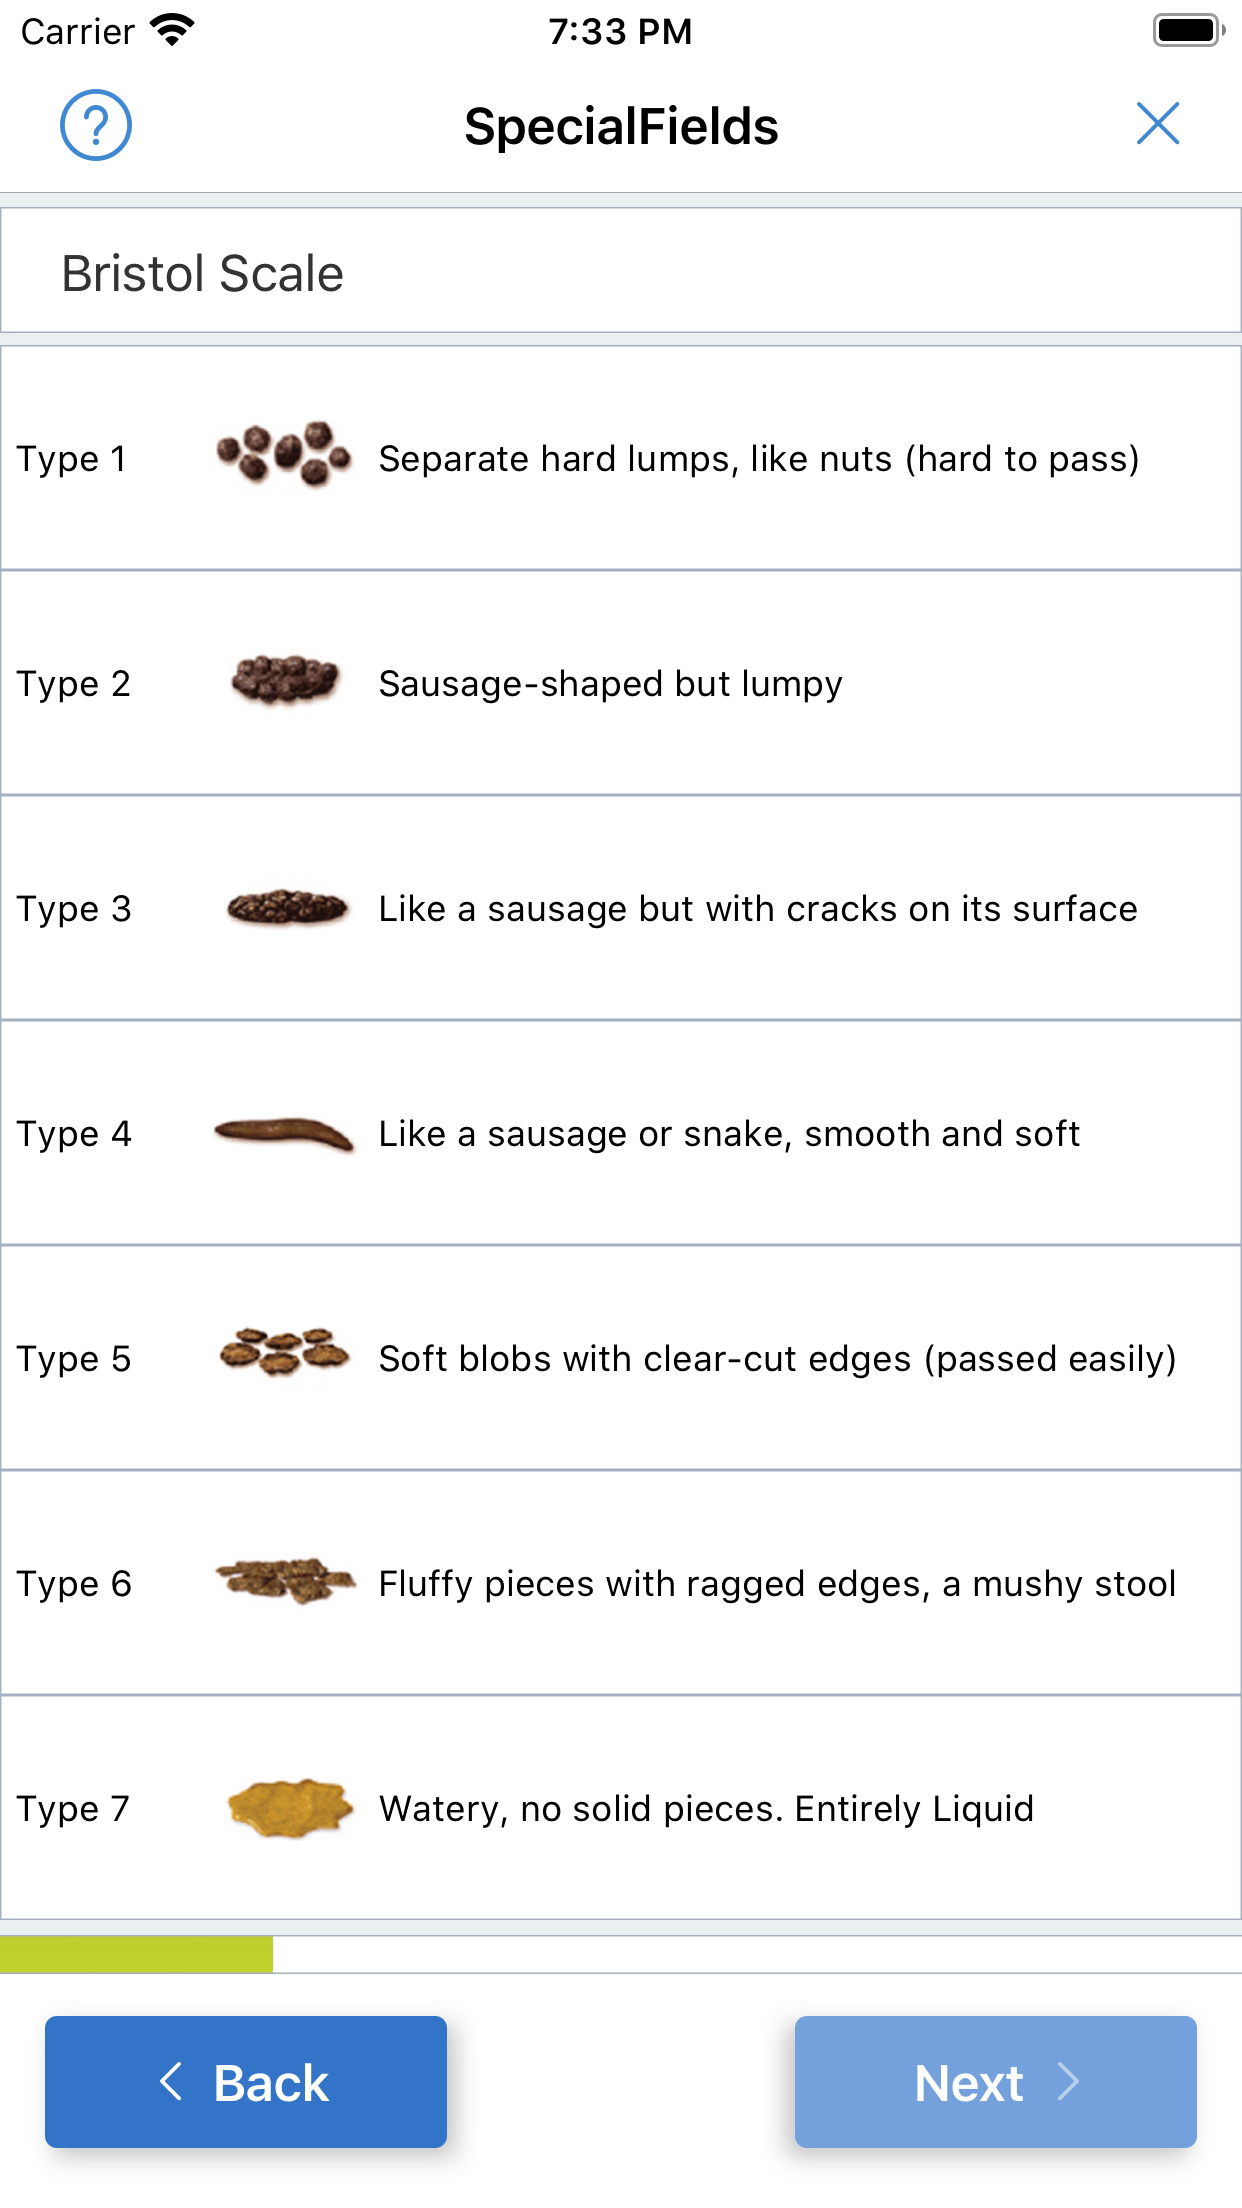 Carrier 7:33 PM
SpecialFields
Bristol Scale
Type 1 Separate hard lumps, like nuts (hard to pass)
Type 2 Sausage-shaped but lumpy
Type 3 Like a sausage but with cracks on its surface
Type 4 Like a sausage or snake, smooth and soft
Type 5 Soft blobs with clear-cut edges (passed easily)
Type 6 Fluffy pieces with ragged edges, a mushy stool
Type 7 Watery, no solid pieces. Entirely Liquid
Back Next